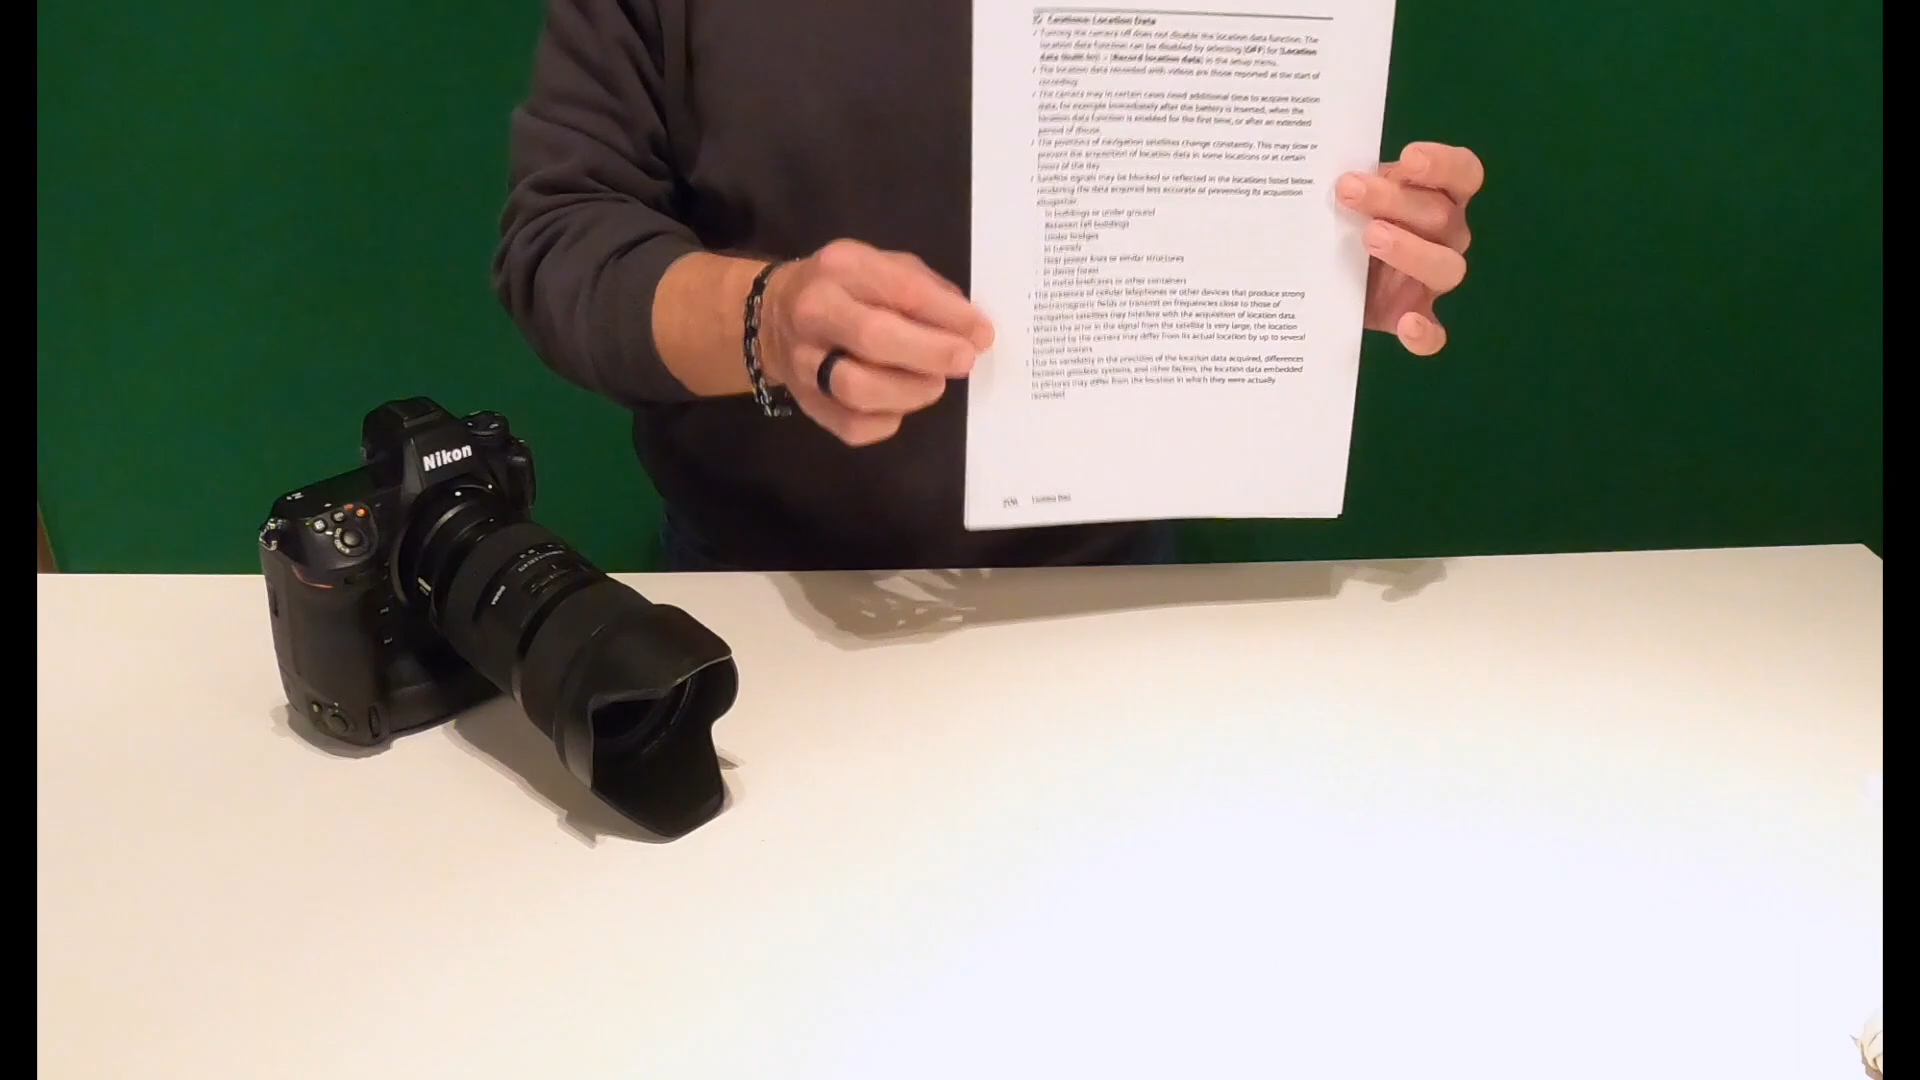 Cautions: Location Data
Turning the camera off does not disable the location data function. The
location data function can be disabled by selecting [OFF] for [Location
data (built-in)] > [Record location data] in the setup menu.
The location data recorded with videos are those reported at the start of
recording.
The camera may in certain cases need additional time to acquire location
data, for example immediately after the battery is inserted, when the
location data function is enabled for the first time, or after an extended
period of disuse.
The positions of navigation satellites change constantly. This may slow or
prevent the acquisition of location data in some locations or at certain
hours of the day.
Satellite signals may be blocked or reflected in the locations listed below,
rendering the data acquired less accurate or preventing its acquisition
altogether.
In buildings or under ground
Between tall buildings
Under bridges
In tunnels
Near power lines or similar structures
In dense forest
In metal briefcases or other containers
The presence of cellular telephones or other devices that produce strong
electromagnetic fields or transmit on frequencies close to those of
navigation satellites may interfere with the acquisition of location data.
Where the error in the signal from the satellite is very large, the location
reported by the camera may differ from its actual location by up to several
hundred meters.
Due to variability in the precision of the location data acquired, differences
between geodetic systems, and other factors, the location data embedded
in pictures may differ from the location in which they were actually
recorded.
Location Data
Nikon
SIGMA